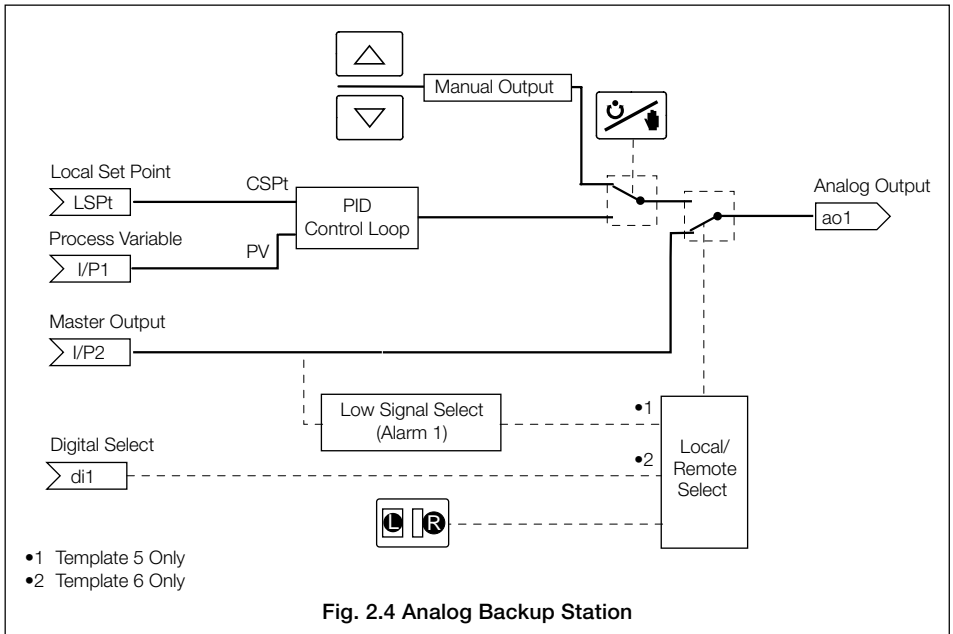 Manual Output
Local Set Point
LSPt
CSPt
PID
Control Loop
Analog Output
ao1
Process Variable
I/P1
PV
Master Output
I/P2
Low Signal Select
(Alarm 1)
•1
•2
Local/
Remote
Select
Digital Select
di1
L R
•1 Template 5 Only
•2 Template 6 Only
Fig. 2.4 Analog Backup Station